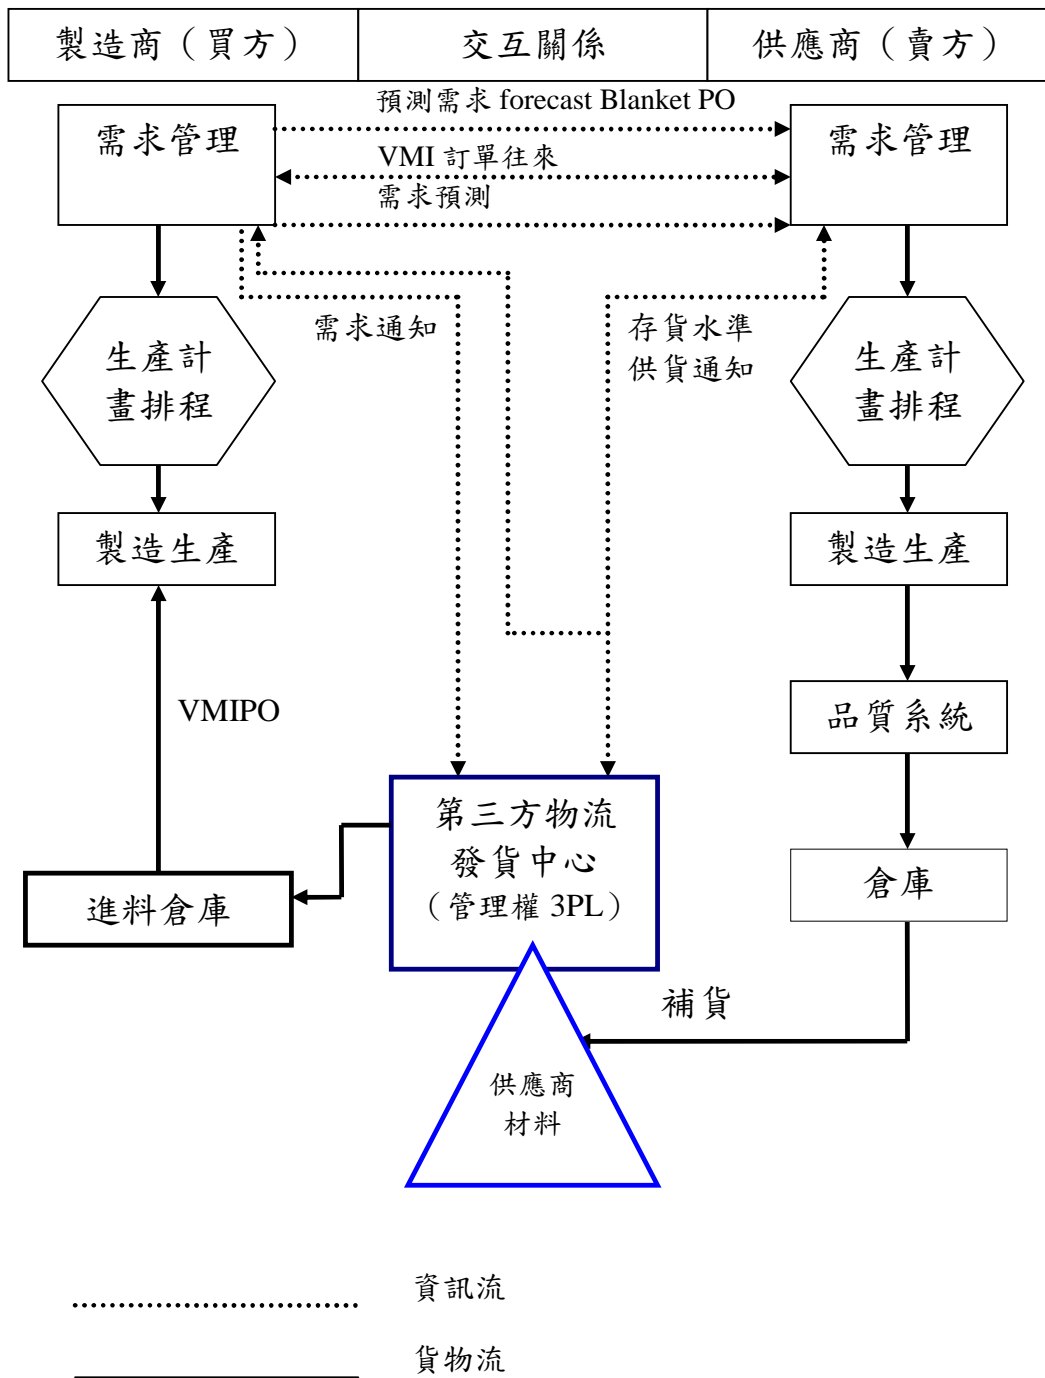 製造商（買方）
交互關係
供應商（賣方）
預測需求 forecast Blanket PO
需求管理
VMI 訂單往來
需求管理
需求預測
需求通知
存貨水準
供貨通知
生產計
畫排程
生產計
畫排程
製造生產
製造生產
VMIPO
品質系統
第三方物流
發貨中心
（管理權 3PL）
進料倉庫
倉庫
補貨
供應商
材料
資訊流
貨物流